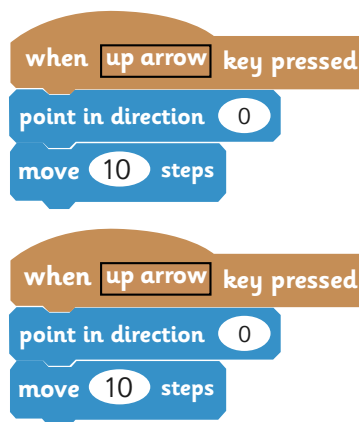 when up arrow key pressed
point in direction 0
move 10 steps
when up arrow key pressed
point in direction 0
move 10 steps